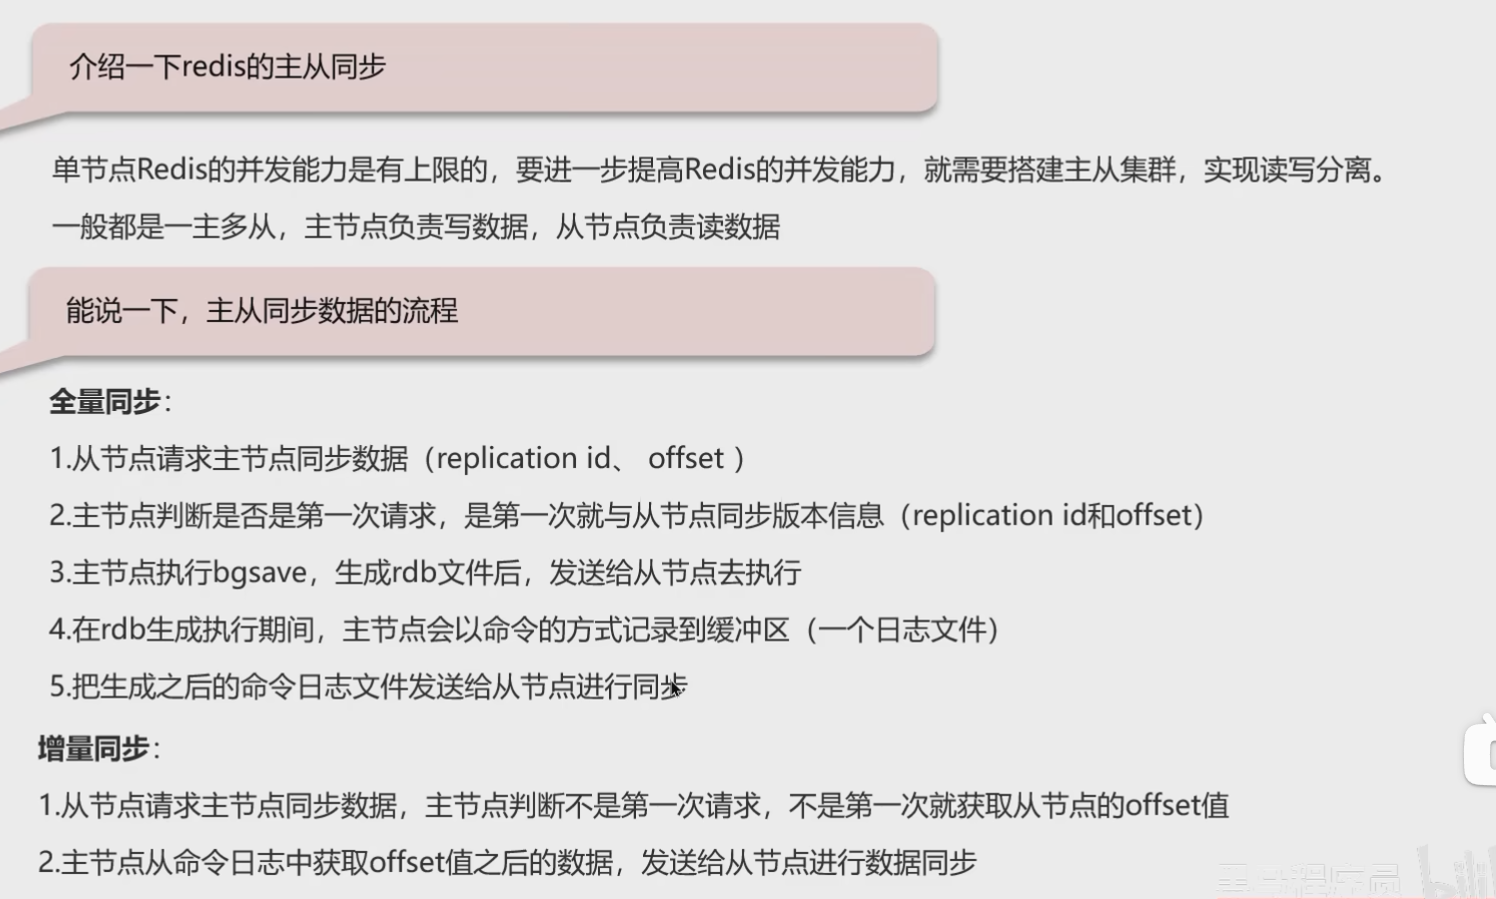 介绍一下redis的主从同步
单节点Redis的并发能力是有上限的，要进一步提高Redis的并发能力，就需要搭建主从集群，实现读写分离。
一般都是一主多从，主节点负责写数据，从节点负责读数据
能说一下，主从同步数据的流程
全量同步：
1.从节点请求主节点同步数据（replication id、 offset ）
2.主节点判断是否是第一次请求，是第一次就与从节点同步版本信息（replication id和offset）
3.主节点执行bgsave，生成rdb文件后，发送给从节点去执行
4.在rdb生成执行期间，主节点会以命令的方式记录到缓冲区（一个日志文件）
5.把生成之后的命令日志文件发送给从节点进行同步
增量同步：
1.从节点请求主节点同步数据，主节点判断不是第一次请求，不是第一次就获取从节点的offset值
2.主节点从命令日志中获取offset值之后的数据，发送给从节点进行数据同步